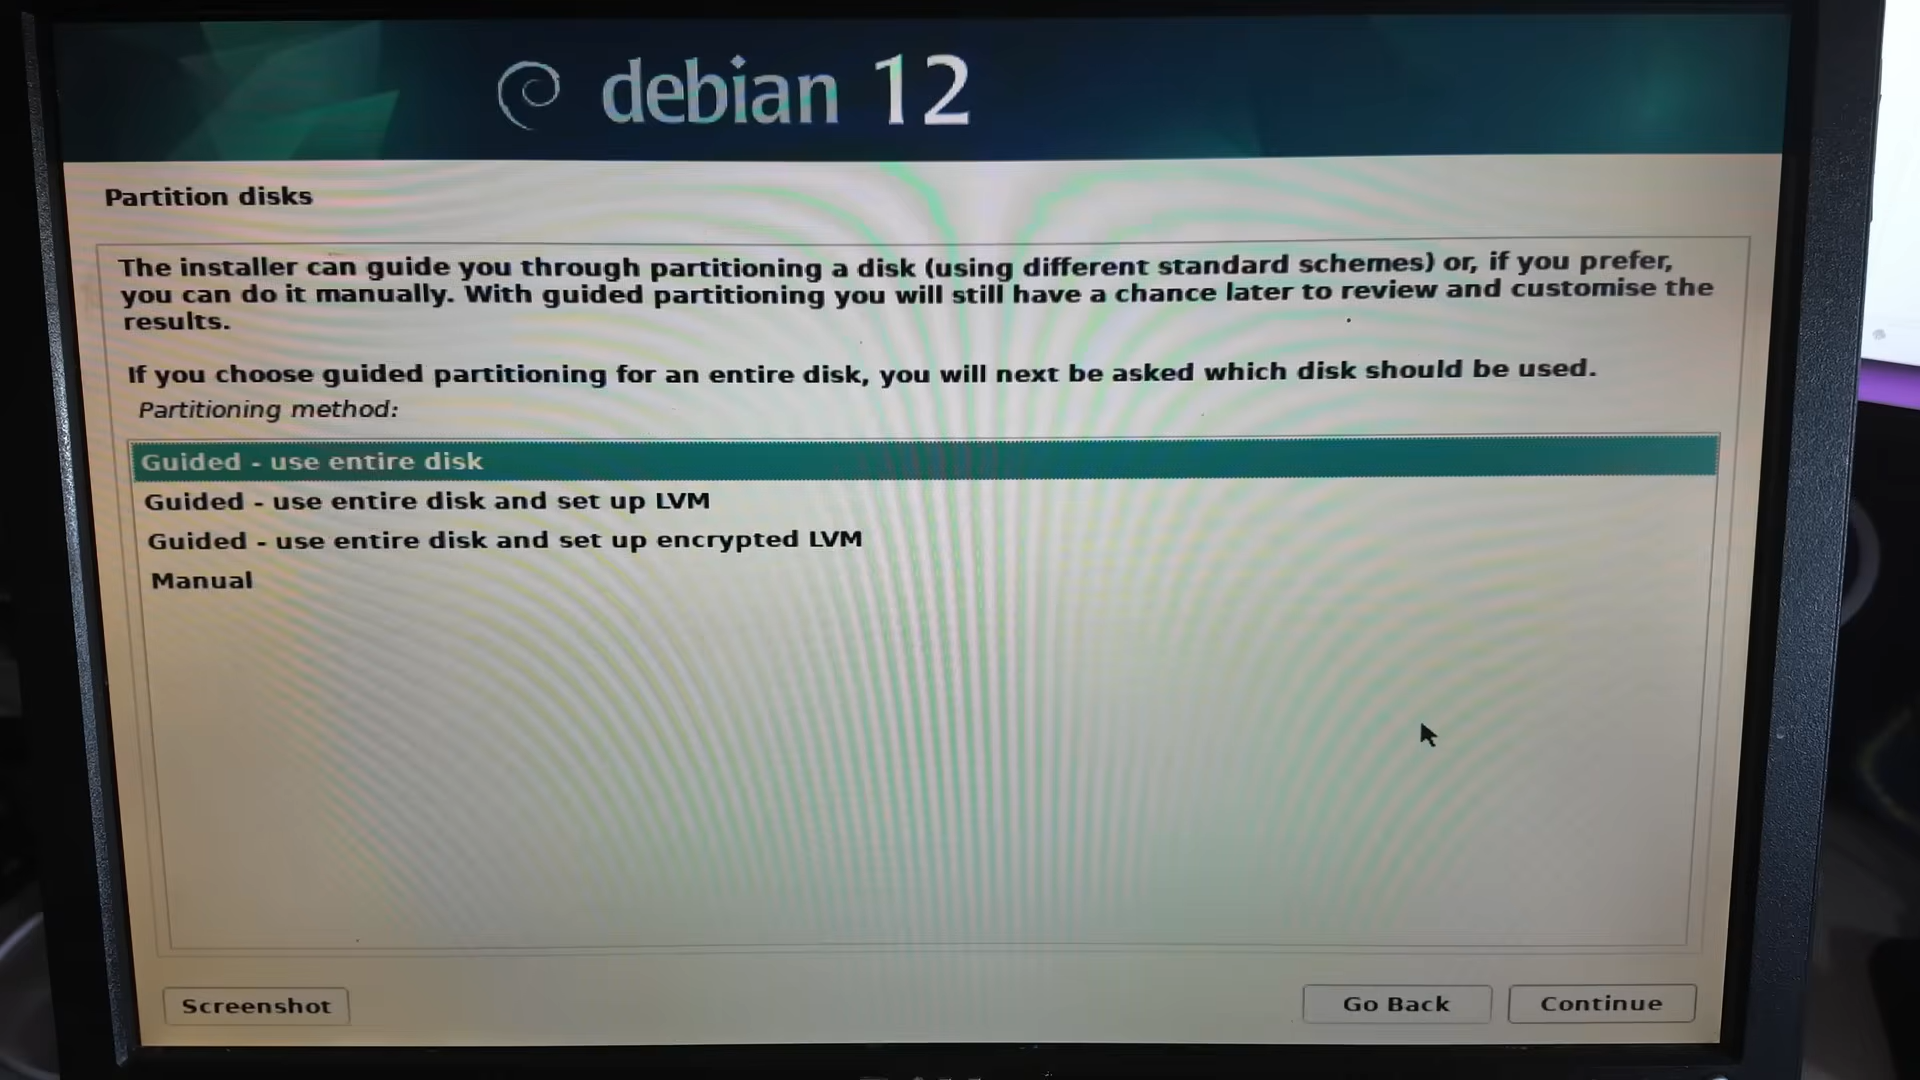 debian 12
Partition disks
The installer can guide you through partitioning a disk (using different standard schemes) or, if you prefer,
you can do it manually. With guided partitioning you will still have a chance later to review and customise the
results.
If you choose guided partitioning for an entire disk, you will next be asked which disk should be used.
Partitioning method:
Guided - use entire disk
Guided - use entire disk and set up LVM
Guided - use entire disk and set up encrypted LVM
Manual
Screenshot
Go Back
Continue